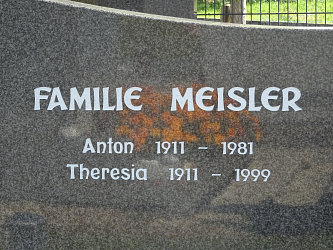 FAMILIE MEISLER
Anton 1911 – 1981
Theresia 1911 – 1999